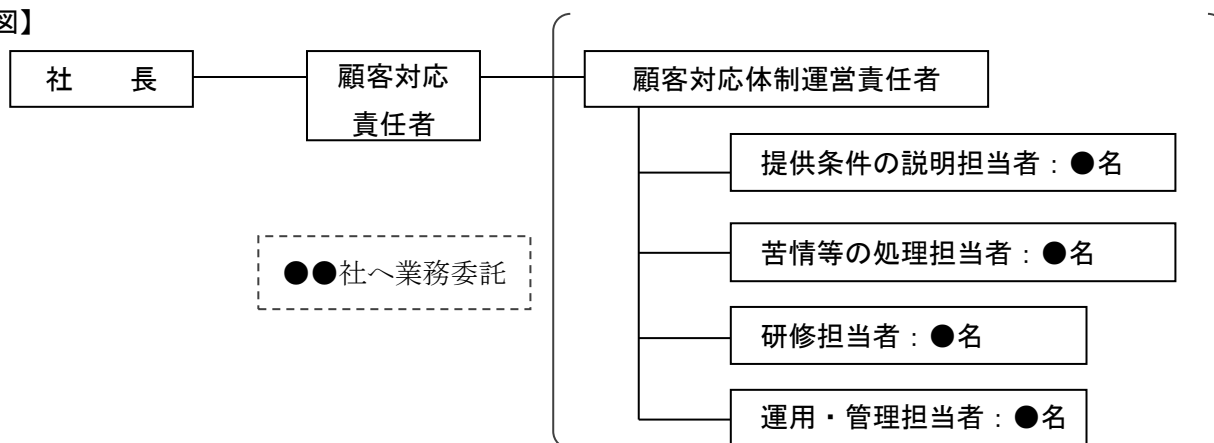 図】
社　　長
顧客対応
責任者
顧客対応体制運営責任者
提供条件の説明担当者：●名
苦情等の処理担当者：●名
●●社へ業務委託
研修担当者：●名
運用・管理担当者：●名